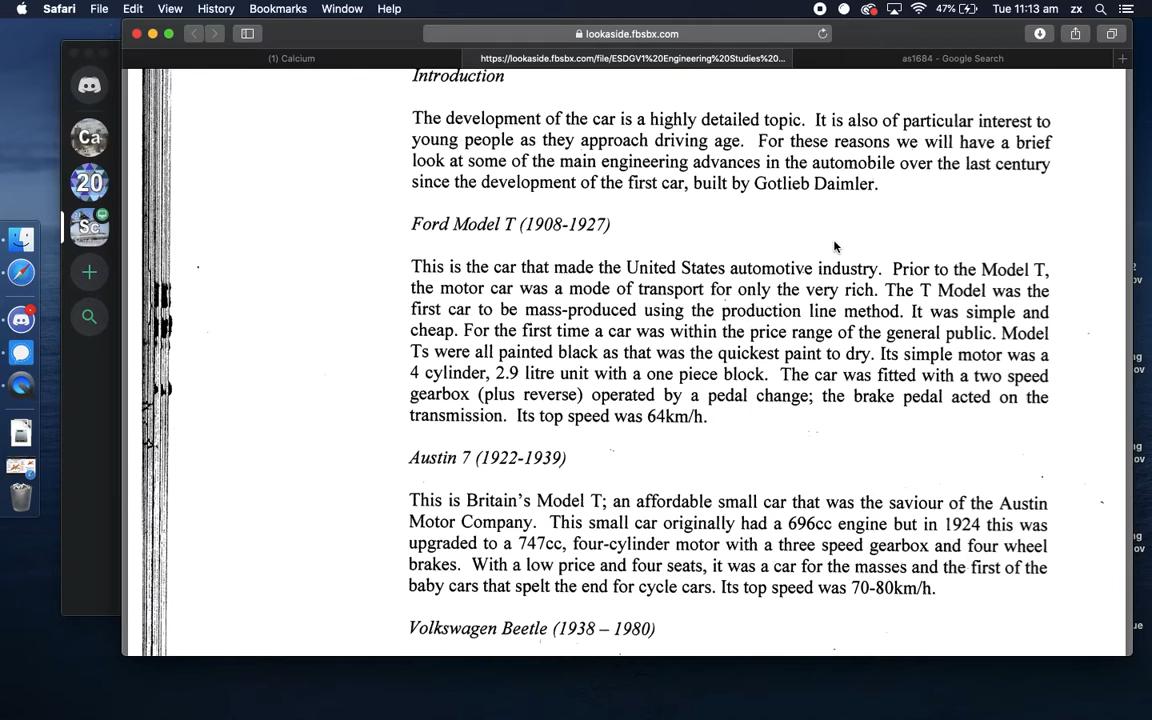 Safari File Edit View History Bookmarks Window Help 47% Tue 11:13 am zx
lookaside.fbsbx.com
(1) Calcium https://lookaside.fbsbx.com/file/ESDGV1%20Engineering%20Studies%20... as1684 - Google Search
Ca
20
Sc
Introduction
The development of the car is a highly detailed topic. It is also of particular interest to
young people as they approach driving age. For these reasons we will have a brief
look at some of the main engineering advances in the automobile over the last century
since the development of the first car, built by Gotlieb Daimler.
Ford Model T (1908-1927)
This is the car that made the United States automotive industry. Prior to the Model T,
the motor car was a mode of transport for only the very rich. The T Model was the
first car to be mass-produced using the production line method. It was simple and
cheap. For the first time a car was within the price range of the general public. Model
Ts were all painted black as that was the quickest paint to dry. Its simple motor was a
4 cylinder, 2.9 litre unit with a one piece block. The car was fitted with a two speed
gearbox (plus reverse) operated by a pedal change; the brake pedal acted on the
transmission. Its top speed was 64km/h.
Austin 7 (1922-1939)
This is Britain's Model T; an affordable small car that was the saviour of the Austin
Motor Company. This small car originally had a 696cc engine but in 1924 this was
upgraded to a 747cc, four-cylinder motor with a three speed gearbox and four wheel
brakes. With a low price and four seats, it was a car for the masses and the first of the
baby cars that spelt the end for cycle cars. Its top speed was 70-80km/h.
Volkswagen Beetle (1938 – 1980)